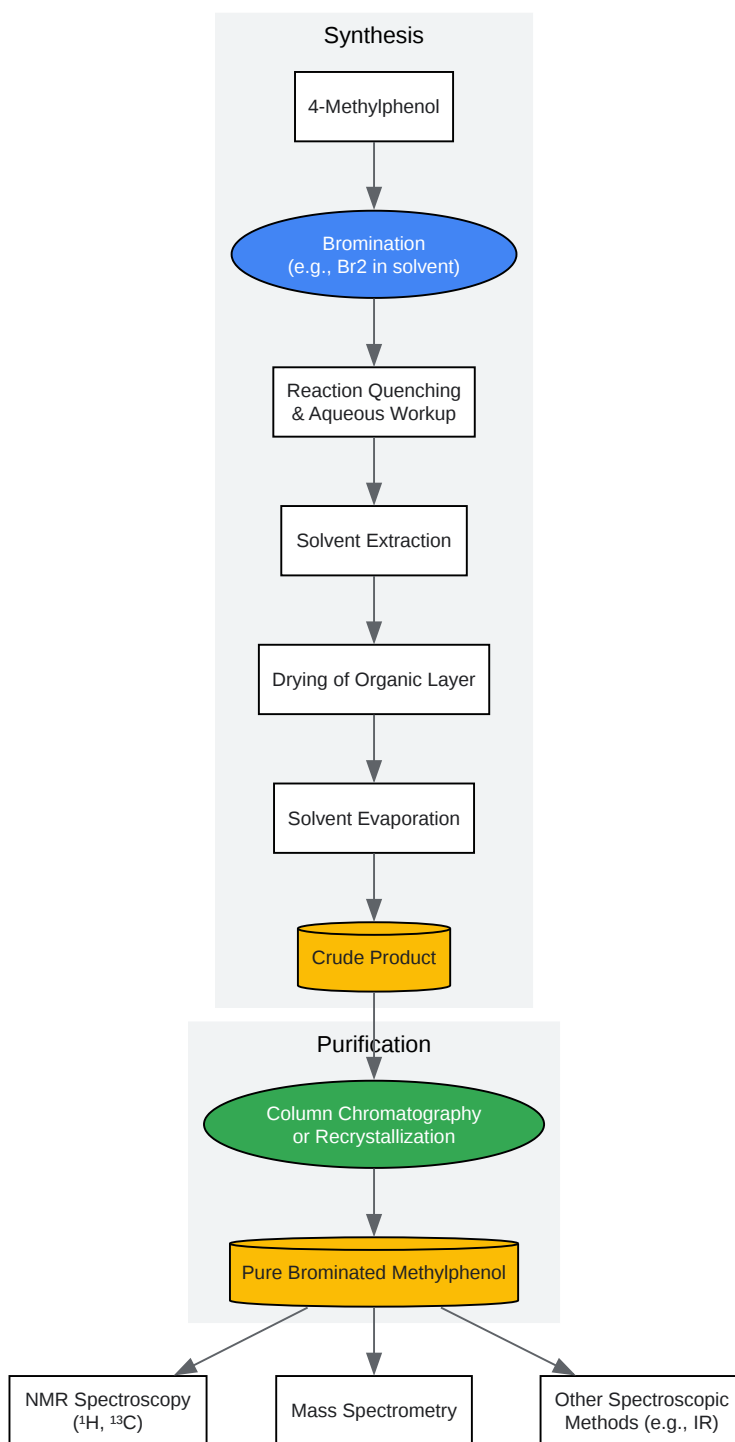 Synthesis
4-Methylphenol
Bromination
(e.g., Br2 in solvent)
Reaction Quenching
& Aqueous Workup
Solvent Extraction
Drying of Organic Layer
Solvent Evaporation
Crude Product
Purification
Column Chromatography
or Recrystallization
Pure Brominated Methylphenol
NMR Spectroscopy
(¹H, ¹³C)
Mass Spectrometry
Other Spectroscopic
Methods (e.g., IR)